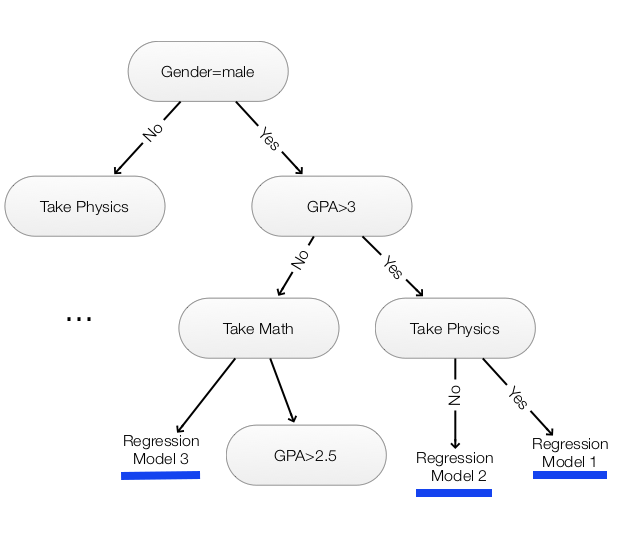 Gender=male
No
Yes
Take Physics
GPA>3
No
Yes
...
Take Math
Take Physics
No
Yes
Regression
Model 3
GPA>2.5
Regression
Model 2
Regression
Model 1